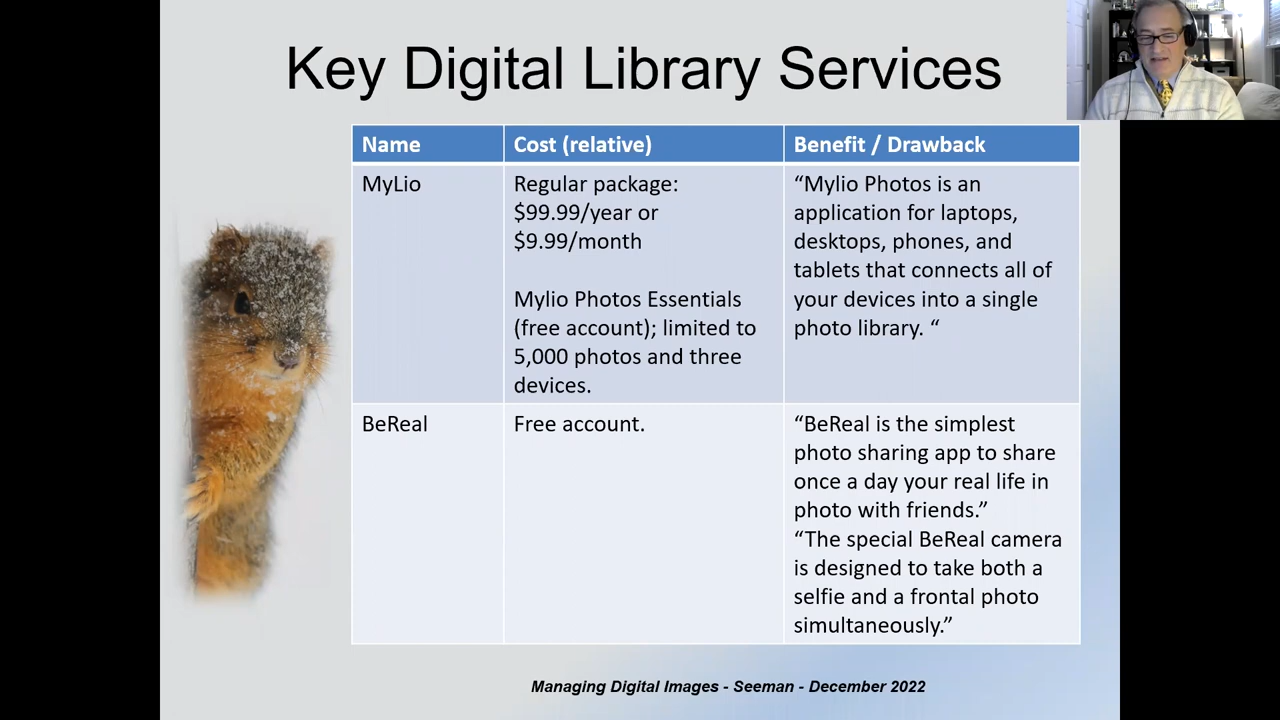 Key Digital Library Services
Name
Cost (relative)
Benefit / Drawback
MyLio
Regular package:
$99.99/year or
$9.99/month
Mylio Photos Essentials
(free account); limited to
5,000 photos and three
devices.
“Mylio Photos is an
application for laptops,
desktops, phones, and
tablets that connects all of
your devices into a single
photo library. “
BeReal
Free account.
“BeReal is the simplest
photo sharing app to share
once a day your real life in
photo with friends.”
“The special BeReal camera
is designed to take both a
selfie and a frontal photo
simultaneously.”
Managing Digital Images - Seeman - December 2022